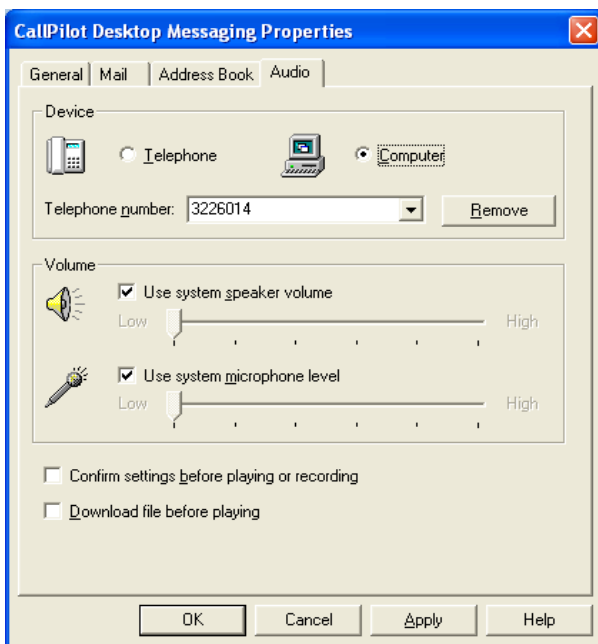 CallPilot Desktop Messaging Properties
General Mail Address Book Audio
Device
Telephone Computer
Telephone number: 3226014 Remove
Volume
Use system speaker volume
Low High
Use system microphone level
Low High
Confirm settings before playing or recording
Download file before playing
OK Cancel Apply Help